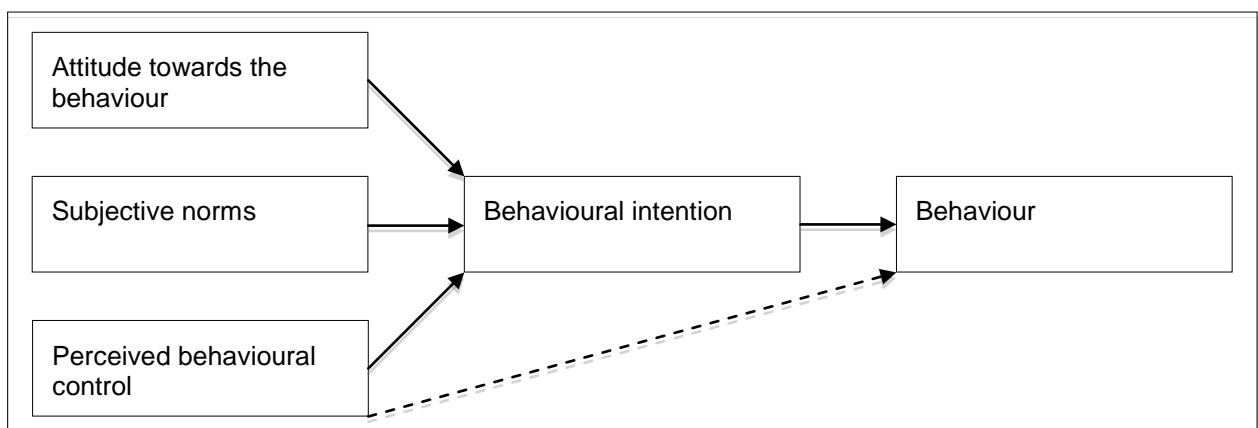 Attitude towards the
behaviour
Subjective norms
Behavioural intention
Behaviour
Perceived behavioural
control